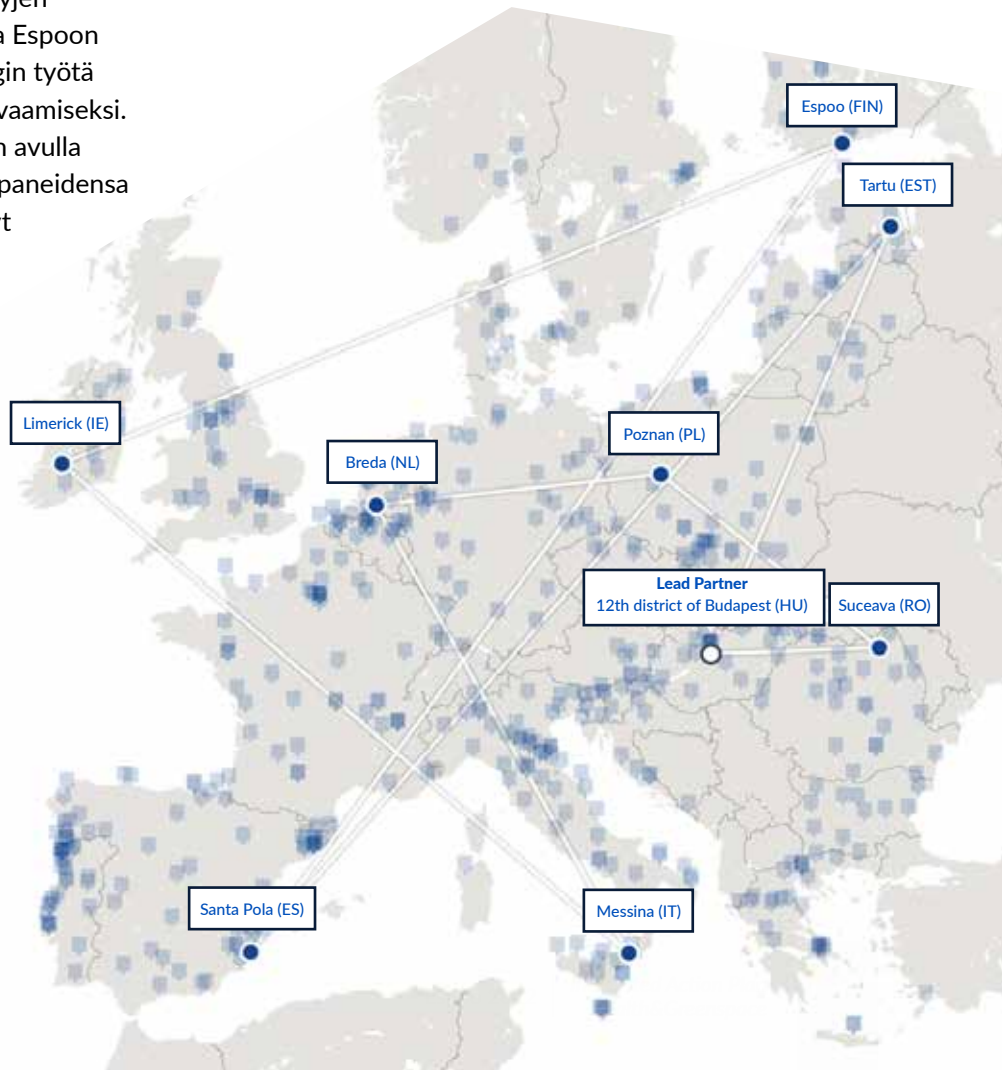 a Espoon
gin työtä
vaamiseksi.
n avulla
paneidensa
Espoo (FIN)
Tartu (EST)
Limerick (IE)
Breda (NL)
Poznan (PL)
Lead Partner
12th district of Budapest (HU)
Suceava (RO)
Santa Pola (ES)
Messina (IT)